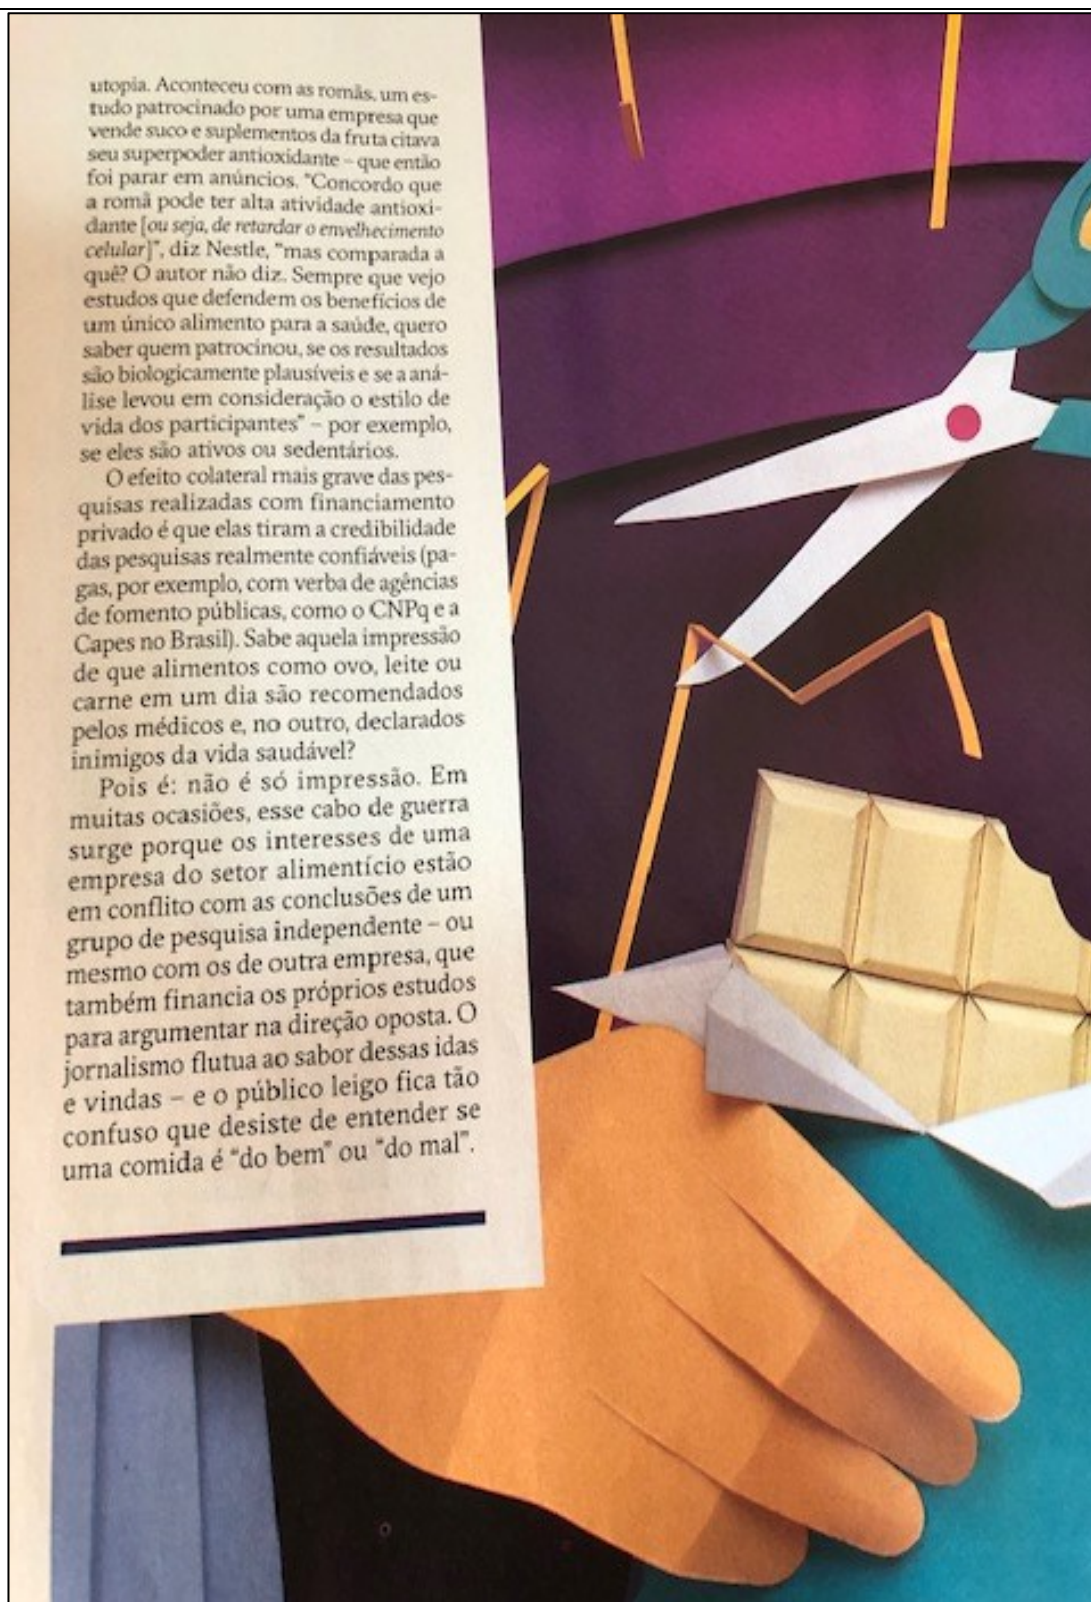 utopia. Aconteceu com as romãs, um es-
tudo patrocinado por uma empresa que
vende suco e suplementos da fruta citava
seu superpoder antioxidante – que então
foi parar em anúncios. "Concordo que
a romã pode ter alta atividade antioxi-
dante [ou seja, de retardar o envelhecimento
celular]", diz Nestle, "mas comparada a
quê? O autor não diz. Sempre que vejo
estudos que defendem os benefícios de
um único alimento para a saúde, quero
saber quem patrocinou, se os resultados
são biologicamente plausíveis e se a aná-
lise levou em consideração o estilo de
vida dos participantes" – por exemplo,
se eles são ativos ou sedentários.
O efeito colateral mais grave das pes-
quisas realizadas com financiamento
privado é que elas tiram a credibilidade
das pesquisas realmente confiáveis (pa-
gas, por exemplo, com verba de agências
de fomento públicas, como o CNPq e a
Capes no Brasil). Sabe aquela impressão
de que alimentos como ovo, leite ou
carne em um dia são recomendados
pelos médicos e, no outro, declarados
inimigos da vida saudável?
Pois é: não é só impressão. Em
muitas ocasiões, esse cabo de guerra
surge porque os interesses de uma
empresa do setor alimentício estão
em conflito com as conclusões de um
grupo de pesquisa independente – ou
mesmo com os de outra empresa, que
também financia os próprios estudos
para argumentar na direção oposta. O
jornalismo flutua ao sabor dessas idas
e vindas – e o público leigo fica tão
confuso que desiste de entender se
uma comida é "do bem" ou "do mal".